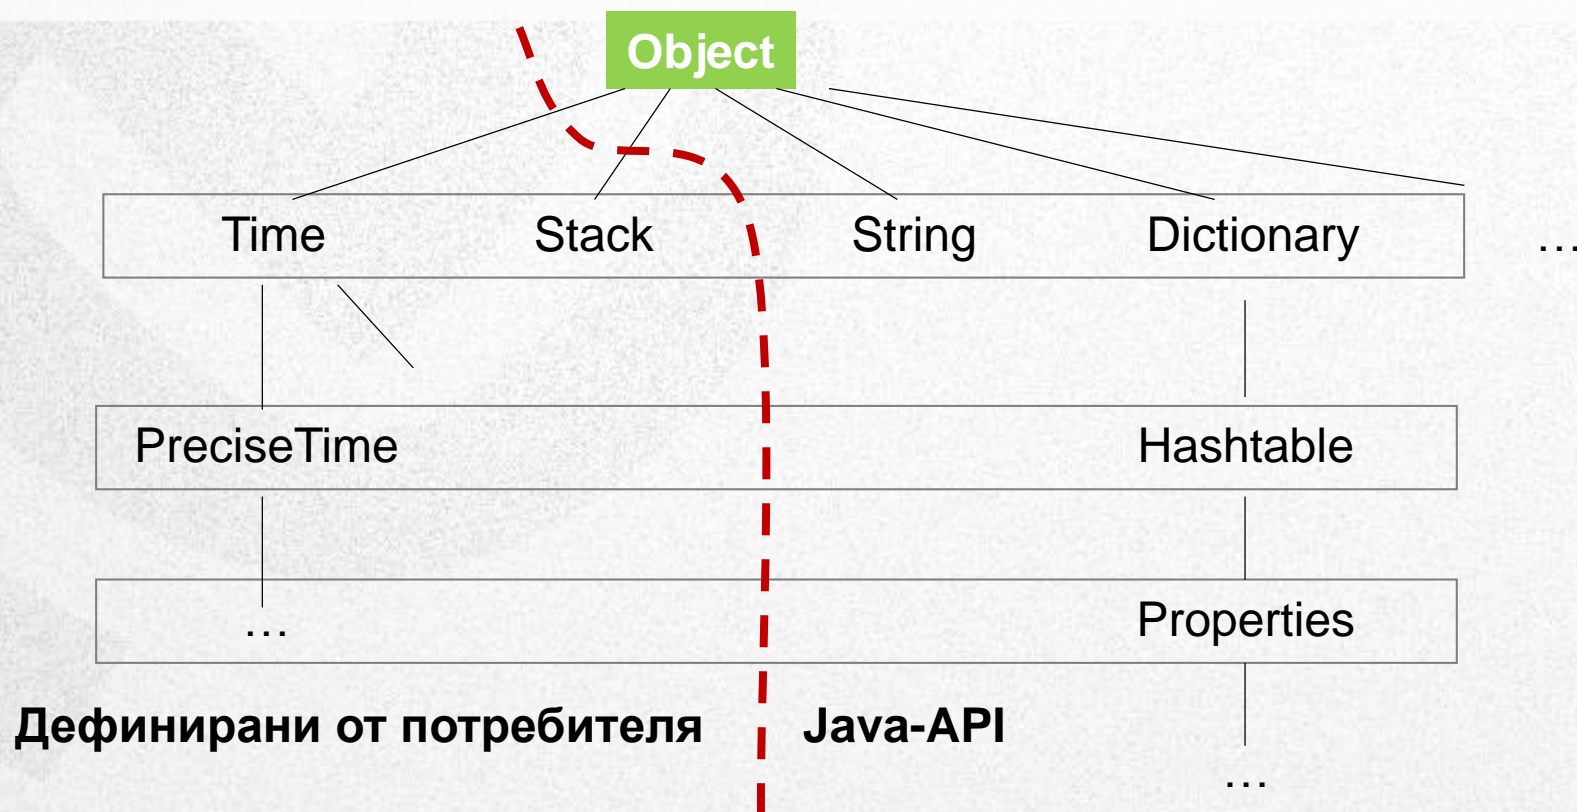 Object
Time Stack String Dictionary …
PreciseTime Hashtable
… Properties
Дефинирани от потребителя Java-API
…